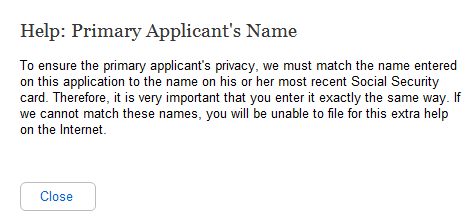 Help: Primary Applicant's Name
To ensure the primary applicant's privacy, we must match the name entered
on this application to the name on his or her most recent Social Security
card. Therefore, it is very important that you enter it exactly the same way. If
we cannot match these names, you will be unable to file for this extra help
on the Internet.
Close